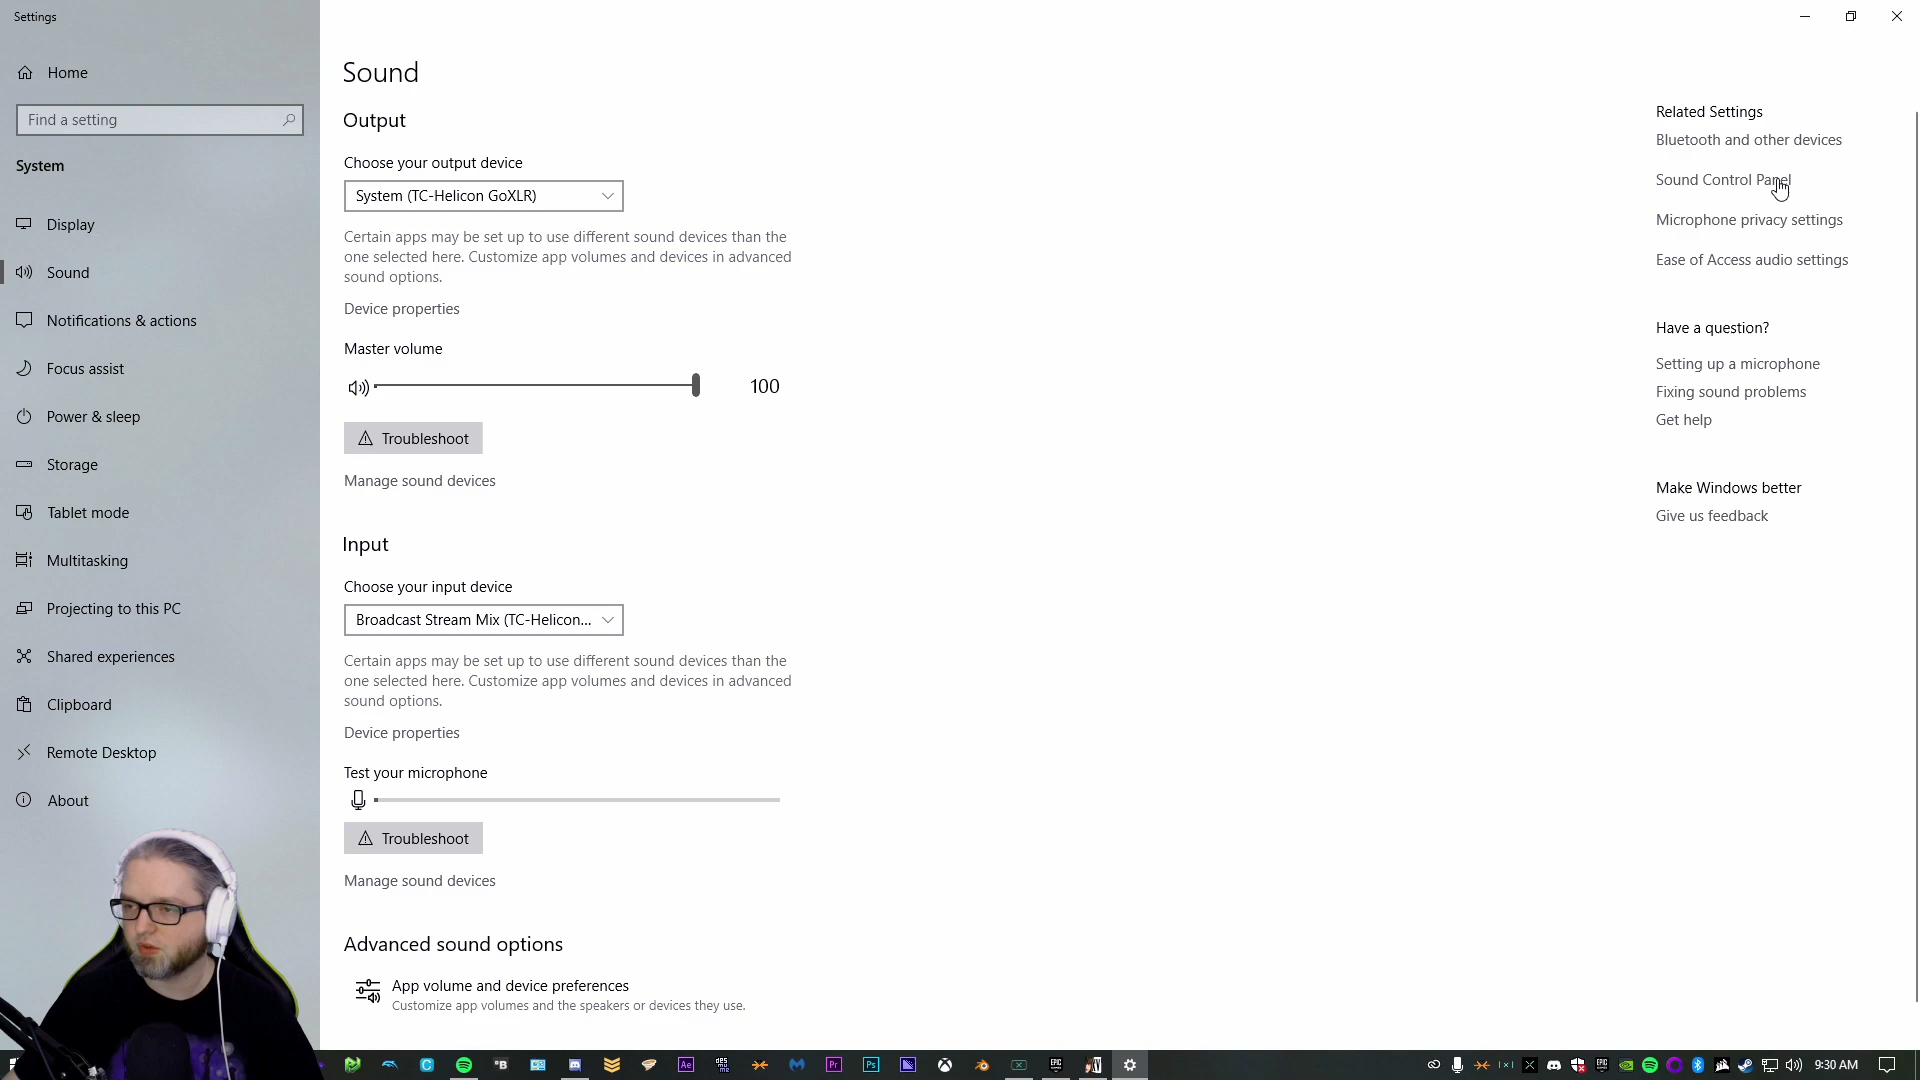 Settings
Home
Find a setting
System
Display
Sound
Notifications & actions
Focus assist
Power & sleep
Storage
Tablet mode
Multitasking
Projecting to this PC
Shared experiences
Clipboard
Remote Desktop
About
Sound
Output
Choose your output device
System (TC-Helicon GoXLR)
Certain apps may be set up to use different sound devices than the
one selected here. Customize app volumes and devices in advanced
sound options.
Device properties
Master volume
100
Troubleshoot
Manage sound devices
Input
Choose your input device
Broadcast Stream Mix (TC-Helicon...
Certain apps may be set up to use different sound devices than the
one selected here. Customize app volumes and devices in advanced
sound options.
Device properties
Test your microphone
Troubleshoot
Manage sound devices
Advanced sound options
App volume and device preferences
Customize app volumes and the speakers or devices they use.
Related Settings
Bluetooth and other devices
Sound Control Panel
Microphone privacy settings
Ease of Access audio settings
Have a question?
Setting up a microphone
Fixing sound problems
Get help
Make Windows better
Give us feedback
Ae
Pr
Ps
EPIC
9:30 AM